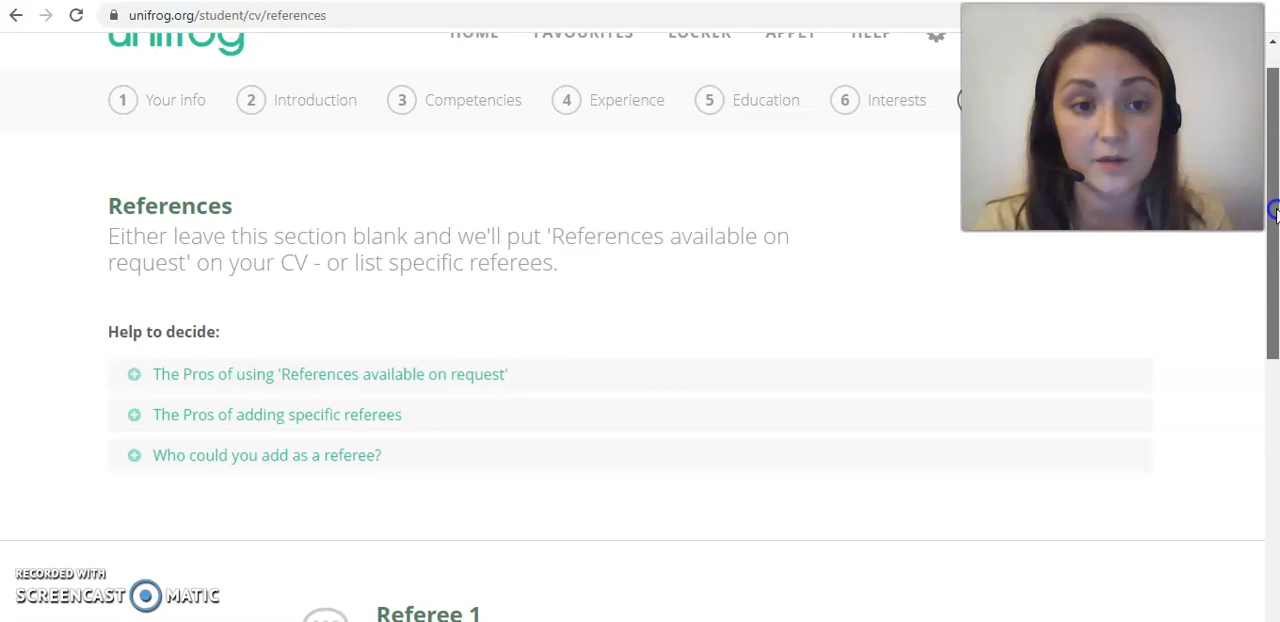 unifrog.org/student/cv/references
unifrog
HOME FAVOURITES LOCKER APPLY HELP
1 Your info 2 Introduction 3 Competencies 4 Experience 5 Education 6 Interests
References
Either leave this section blank and we'll put 'References available on
request' on your CV - or list specific referees.
Help to decide:
The Pros of using 'References available on request'
The Pros of adding specific referees
Who could you add as a referee?
RECORDED WITH
SCREENCAST MATIC
Referee 1